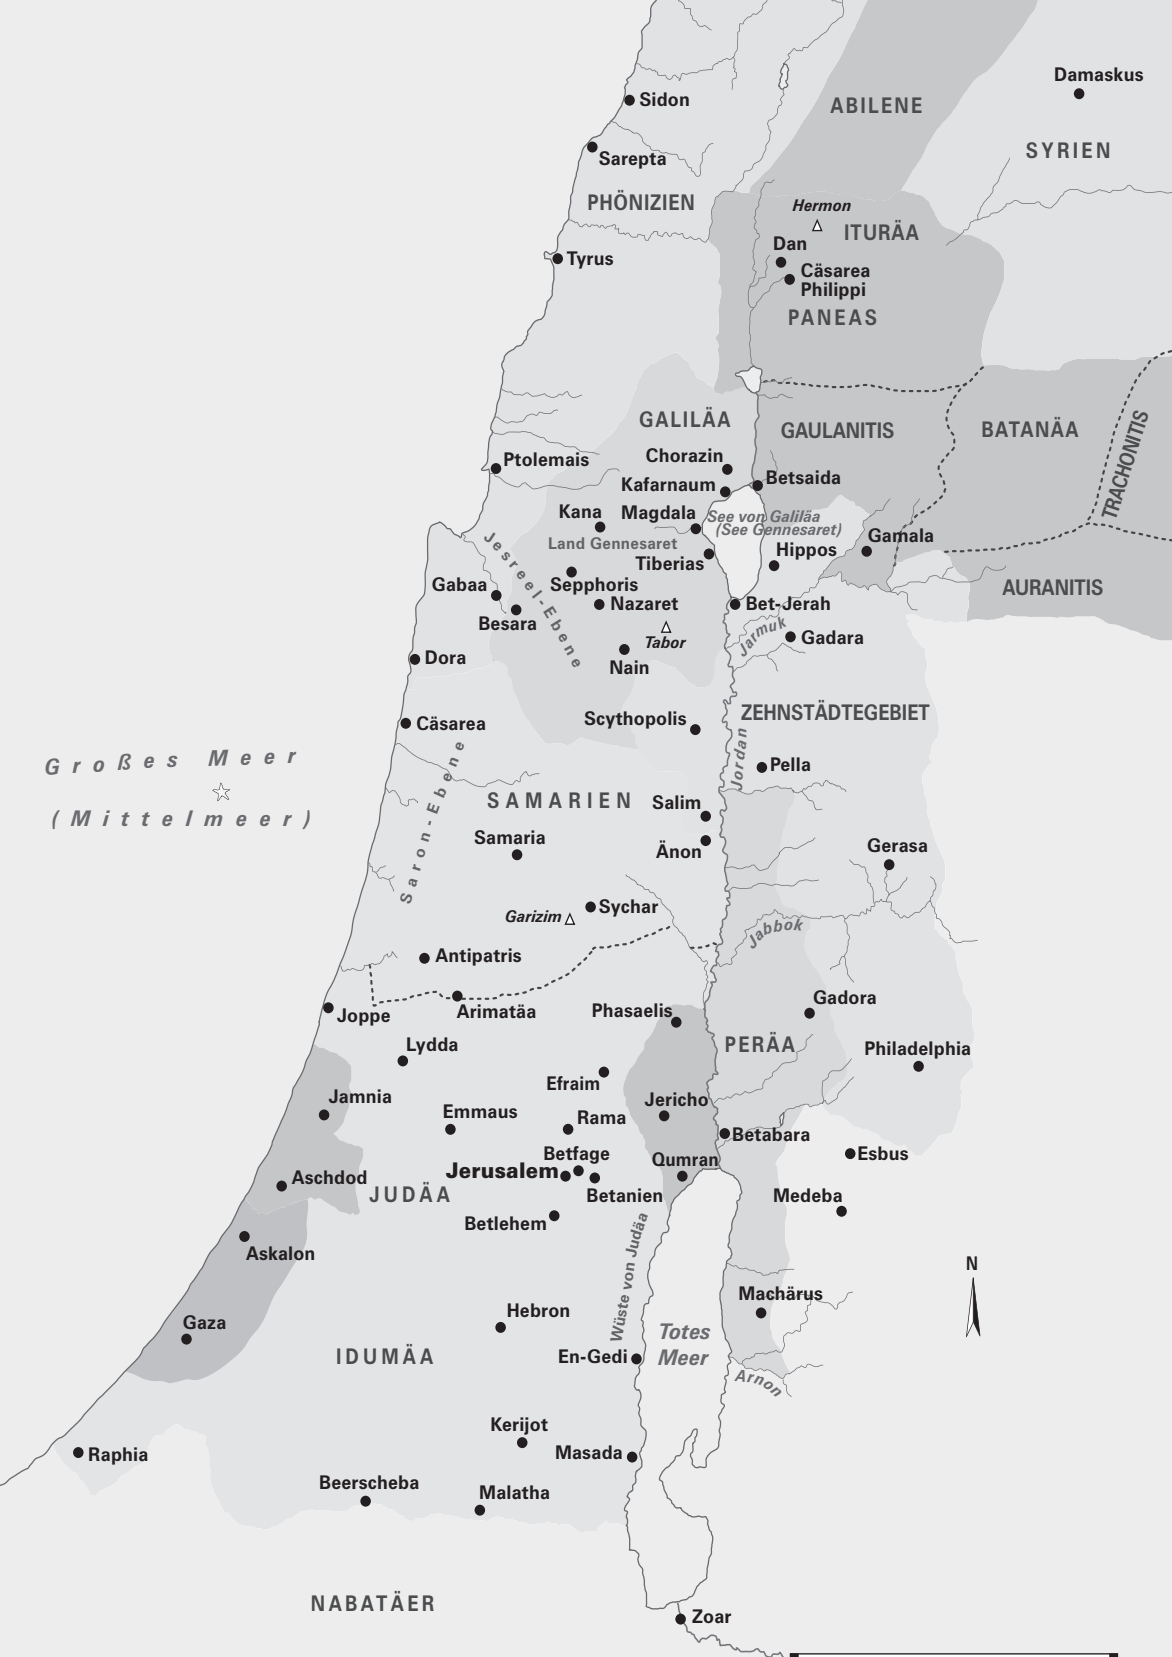 Damaskus
Sidon
ABILENE
SYRIEN
Sarepta
PHÖNIZIEN
Hermon
ITURÄA
Dan
Tyrus
Cäsarea
Philippi
PANEAS
GALILÄA
GAULANITIS
BATANÄA
TRACHONITIS
Ptolemais
Chorazin
Kafarnaum
Betsaida
Kana
Magdala
See von Galiläa
(See Gennesaret)
Land Gennesaret
Gamala
Hippos
Tiberias
Jesreel-Ebene
Gabaa
Sepphoris
AURANITIS
Nazaret
Bet-Jerah
Besara
Tabor
Jarmuk
Gadara
Dora
Nain
Cäsarea
Scythopolis
ZEHNSTÄDTEGEBIET
Großes Meer
(Mittelmeer)
Jordan
Pella
Saron-Ebene
SAMARIEN
Salim
Samaria
Änon
Gerasa
Garizim
Sychar
Jabbok
Antipatris
Joppe
Arimatäa
Phasaelis
Gadora
Lydda
PERÄA
Philadelphia
Efraim
Jamnia
Jericho
Emmaus
Rama
Betabara
Betfage
Jerusalem
Qumran
Esbus
Aschdod
JUDÄA
Betanien
Medeba
Betlehem
Askalon
Wüste von Judäa
N
Machärus
Hebron
Gaza
Totes
Meer
IDUMÄA
En-Gedi
Arnon
Kerijot
Raphia
Masada
Beerscheba
Malatha
NABATÄER
Zoar